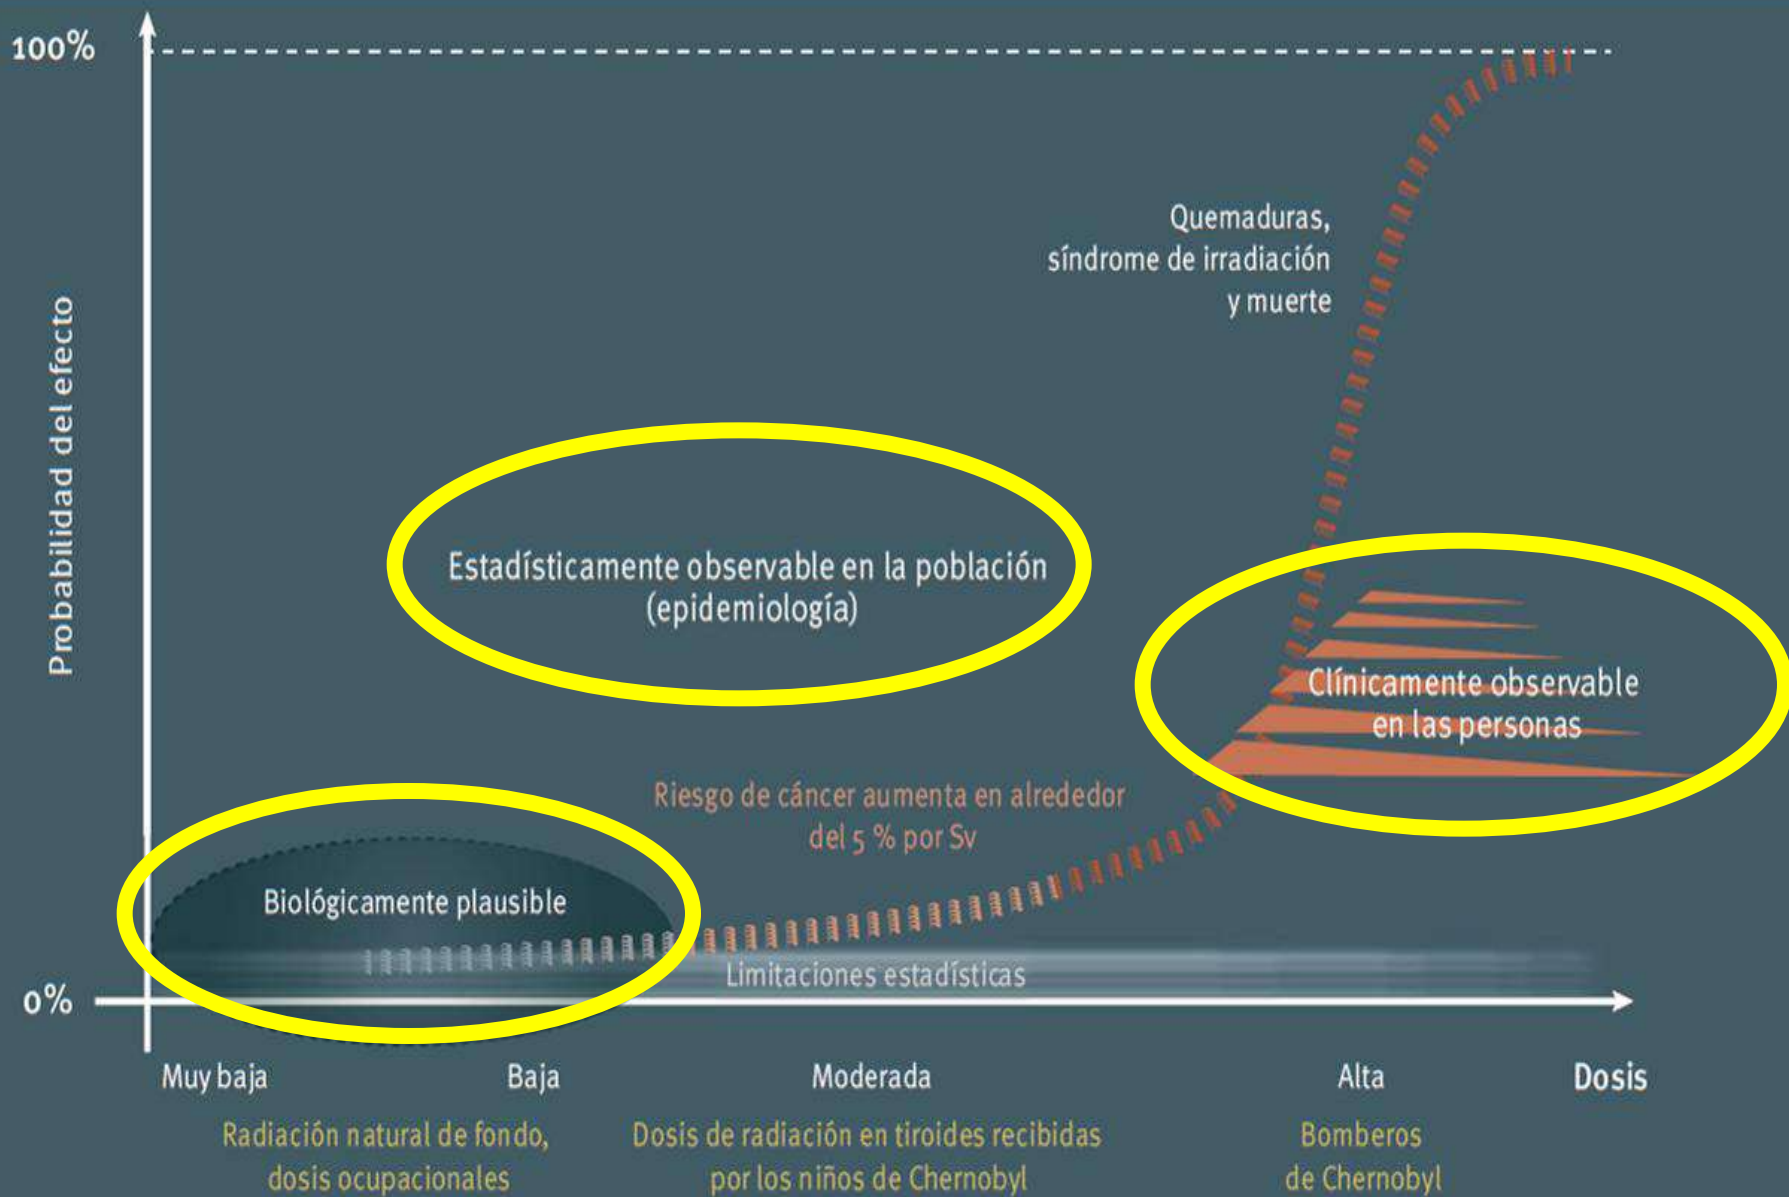 100%
Probabilidad del efecto
Quemaduras,
síndrome de irradiación
y muerte
Estadísticamente observable en la población
(epidemiología)
Clínicamente observable
en las personas
Riesgo de cáncer aumenta en alrededor
del 5 % por Sv
Biológicamente plausible
Limitaciones estadísticas
0%
Muy baja
Baja
Moderada
Alta
Dosis
Radiación natural de fondo,
dosis ocupacionales
Dosis de radiación en tiroides recibidas
por los niños de Chernobyl
Bomberos
de Chernobyl